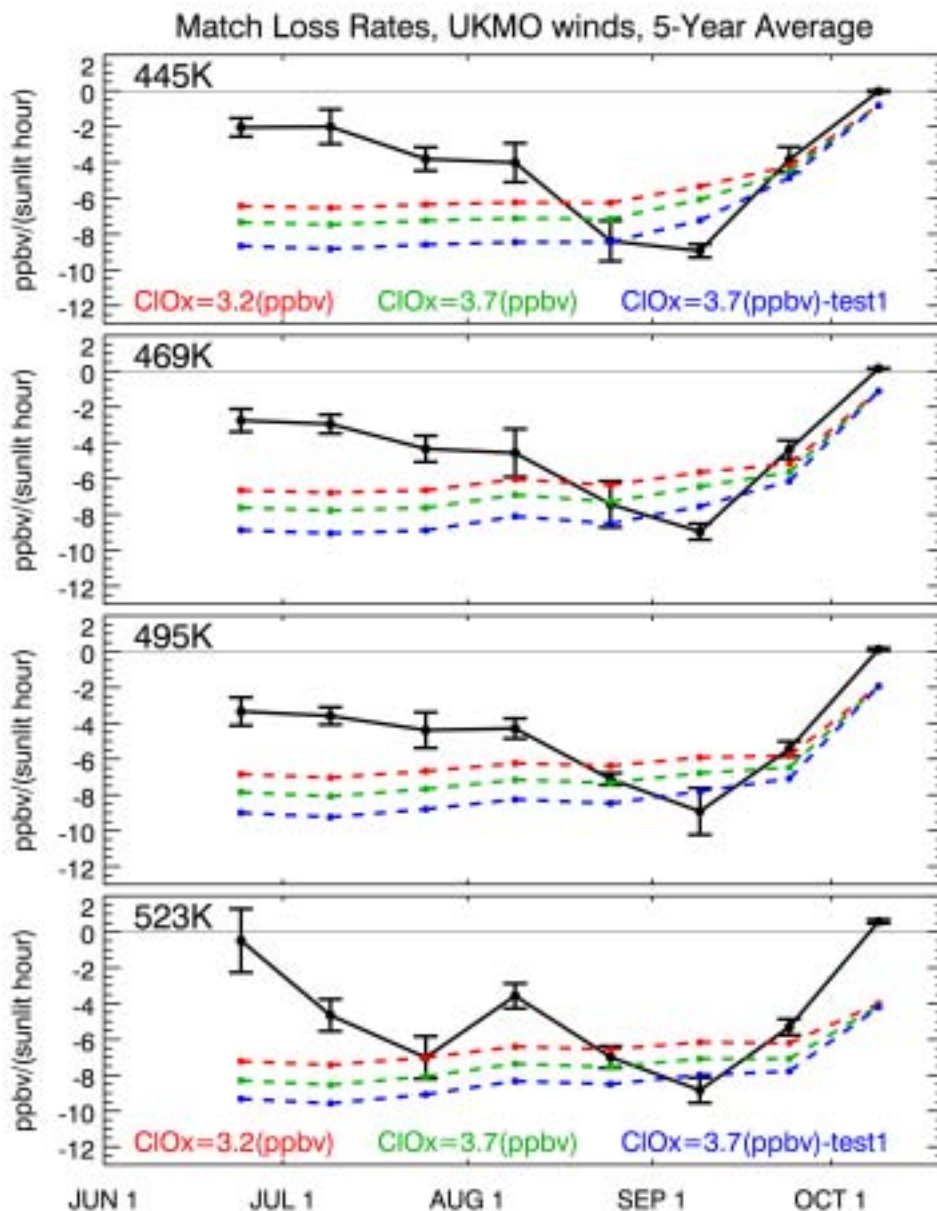 Match Loss Rates, UKMO winds, 5-Year Average
445K
2
0
-2
-4
-6
-8
-10
-12
ppbv/(sunlit hour)
ClOx=3.2(ppbv) ClOx=3.7(ppbv) ClOx=3.7(ppbv)-test1
469K
2
0
-2
-4
-6
-8
-10
-12
ppbv/(sunlit hour)
495K
2
0
-2
-4
-6
-8
-10
-12
ppbv/(sunlit hour)
523K
2
0
-2
-4
-6
-8
-10
-12
ppbv/(sunlit hour)
ClOx=3.2(ppbv) ClOx=3.7(ppbv) ClOx=3.7(ppbv)-test1
JUN 1 JUL 1 AUG 1 SEP 1 OCT 1